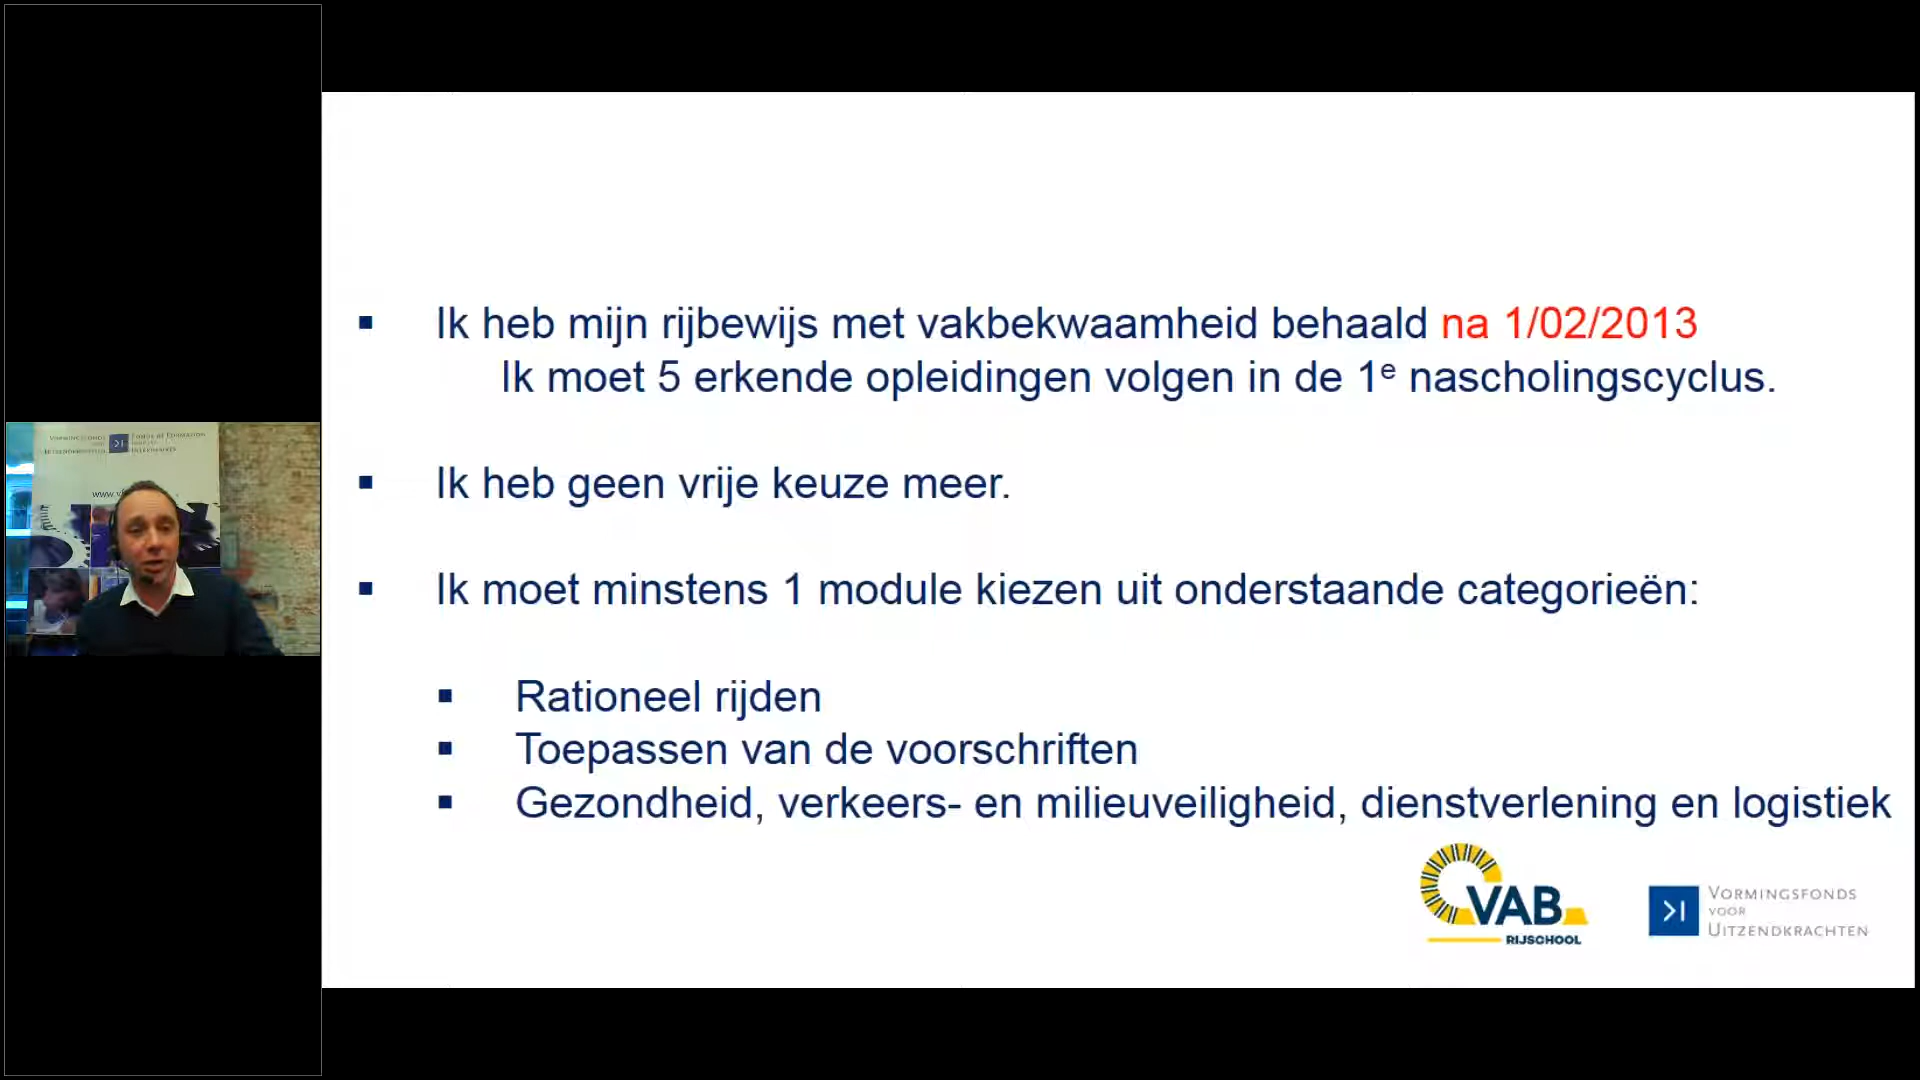 Ik heb mijn rijbewijs met vakbekwaamheid behaald na 1/02/2013
Ik moet 5 erkende opleidingen volgen in de 1e nascholingscyclus.
Ik heb geen vrije keuze meer.
Ik moet minstens 1 module kiezen uit onderstaande categorieën:
Rationeel rijden
Toepassen van de voorschriften
Gezondheid, verkeers- en milieuveiligheid, dienstverlening en logistiek
VAB
RIJSCHOOL
VORMINGSFONDS
VOOR
UITZENDKRACHTEN